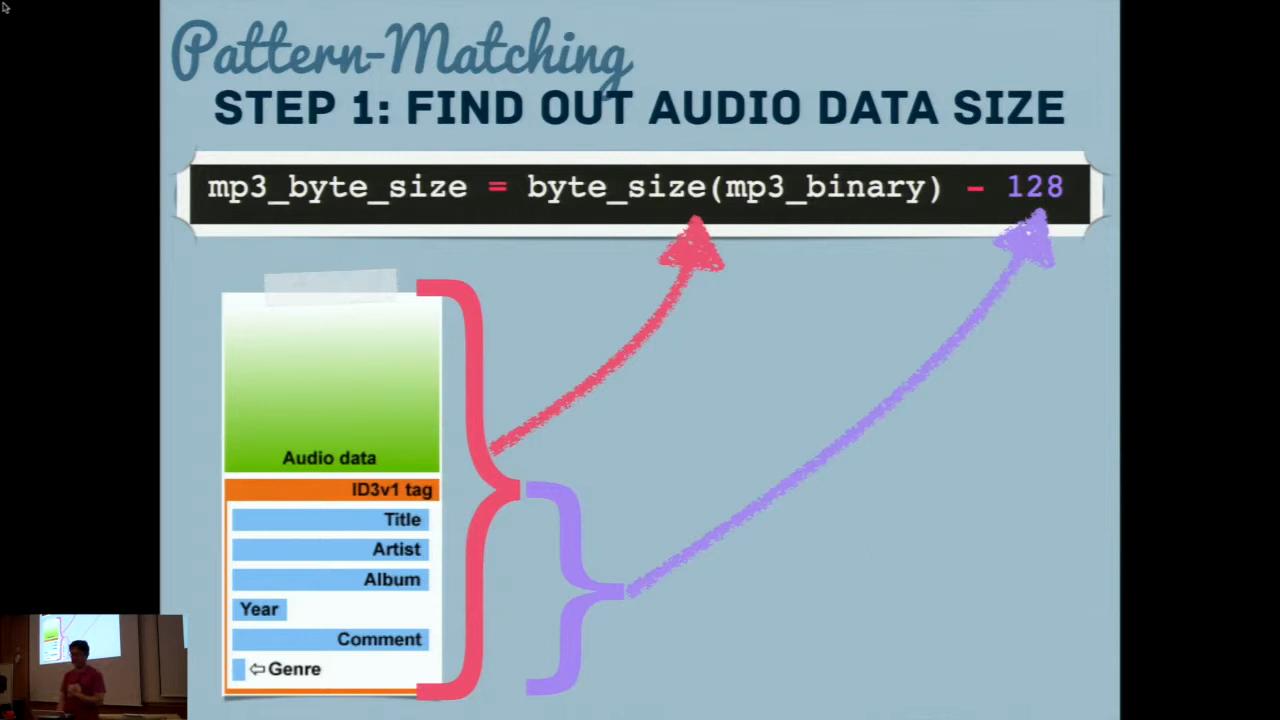 Pattern-Matching
STEP 1: FIND OUT AUDIO DATA SIZE
mp3_byte_size = byte_size(mp3_binary) - 128
Audio data
ID3v1 tag
Title
Artist
Album
Year
Comment
⇦ Genre